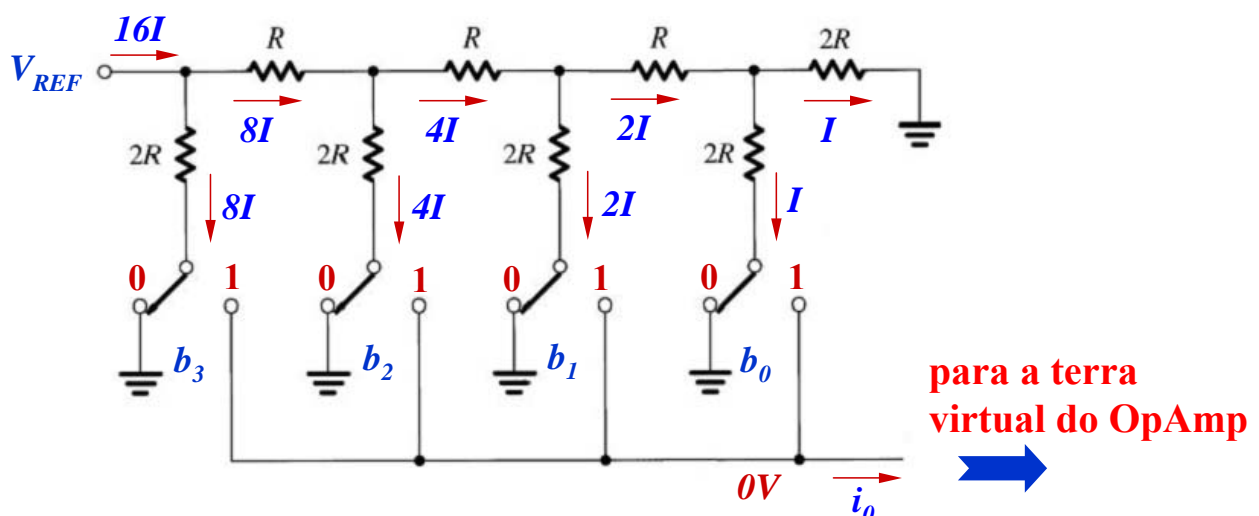 16I
R
R
R
2R
V_REF
8I
4I
2I
I
2R
2R
2R
2R
8I
4I
2I
I
0 1 0 1 0 1 0 1
b_3 b_2 b_1 b_0
para a terra
virtual do OpAmp
0V
i_0